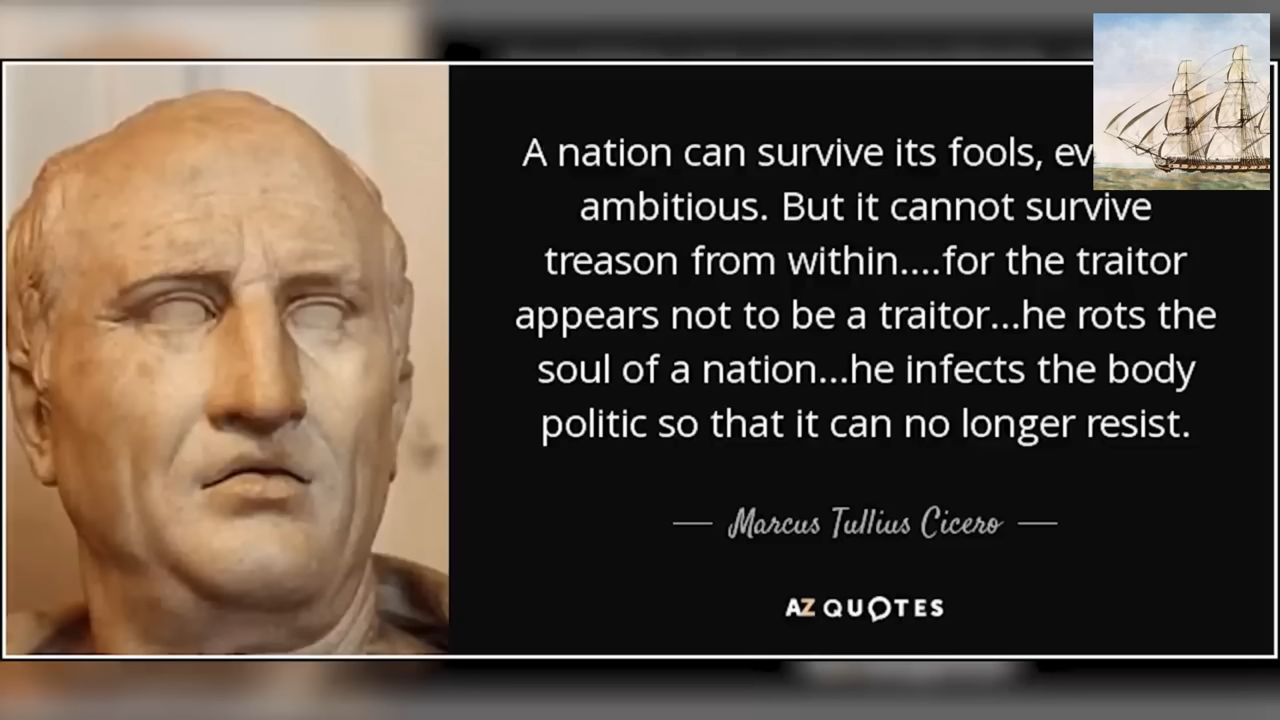 A nation can survive its fools,
ambitious. But it cannot survive
treason from within....for the traitor
appears not to be a traitor...he rots the
soul of a nation...he infects the body
politic so that it can no longer resist.
Marcus Tullius Cicero
AZ QUOTES